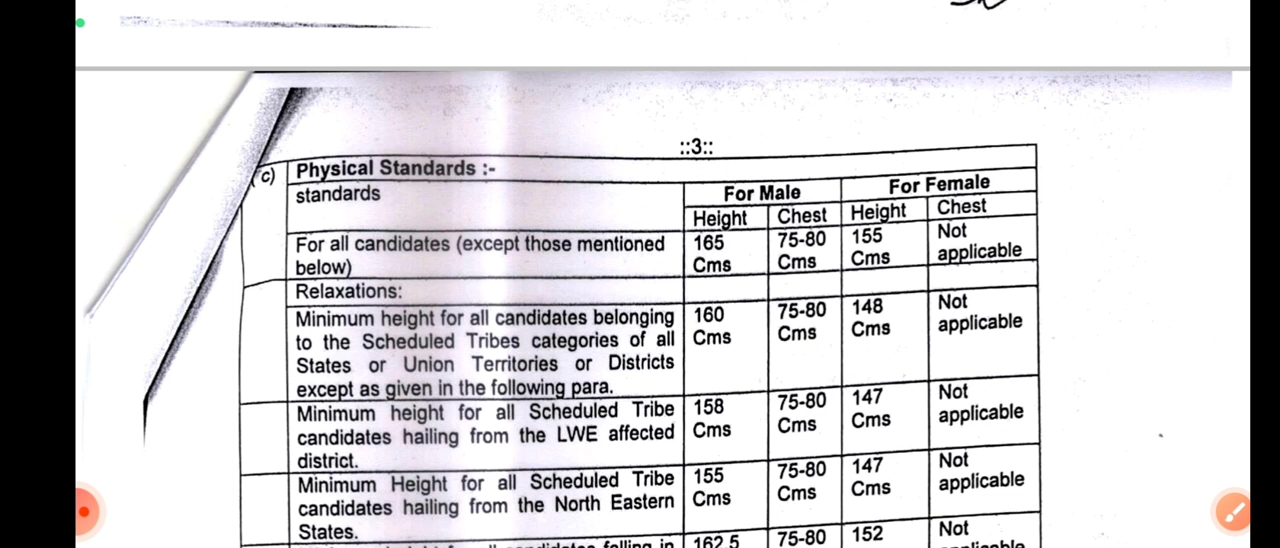 ::3::
(c) Physical Standards :-
standards For Male For Female
Height Chest Height Chest
For all candidates (except those mentioned 165 75-80 155 Not
below) Cms Cms Cms applicable
Relaxations:
Minimum height for all candidates belonging 160 75-80 148 Not
to the Scheduled Tribes categories of all Cms Cms Cms applicable
States or Union Territories or Districts
except as given in the following para.
Minimum height for all Scheduled Tribe 158 75-80 147 Not
candidates hailing from the LWE affected Cms Cms Cms applicable
district.
Minimum Height for all Scheduled Tribe 155 75-80 147 Not
candidates hailing from the North Eastern Cms Cms Cms applicable
States.
falling in 162.5 75-80 152 Not